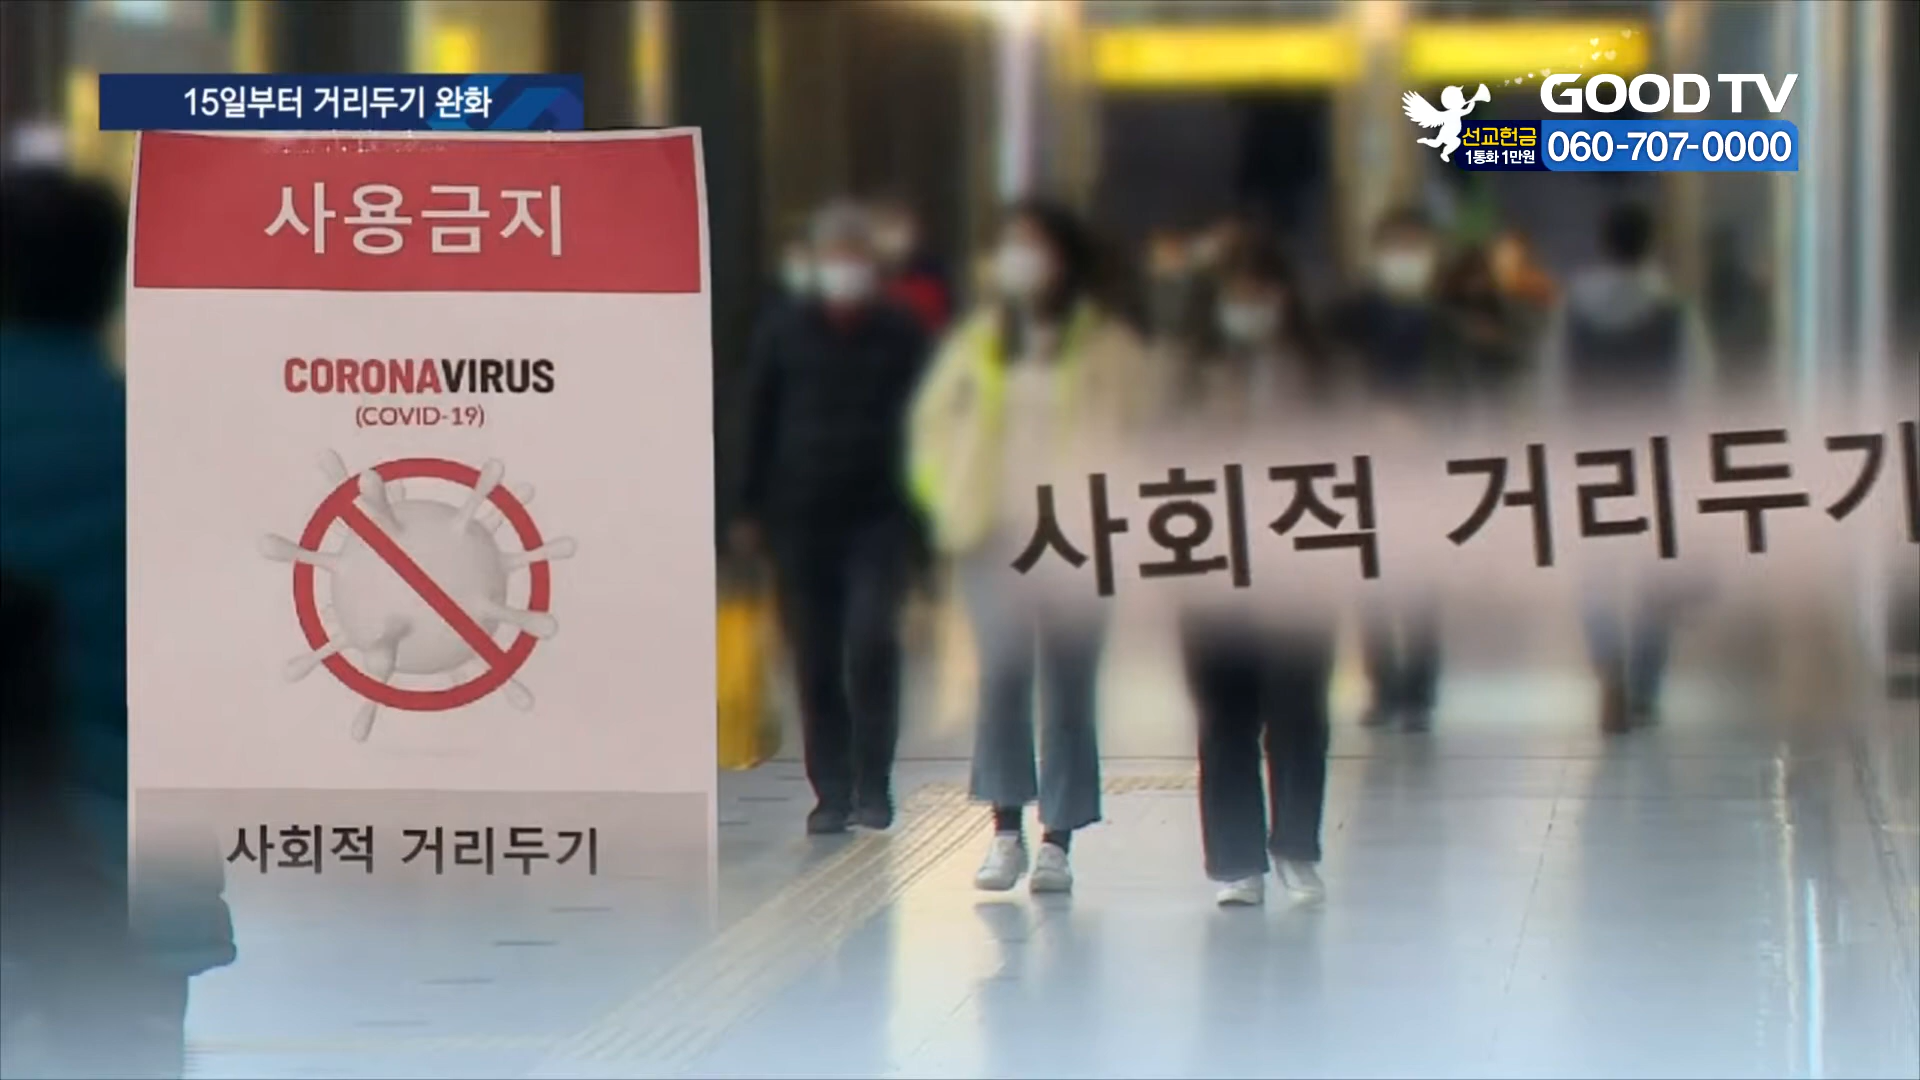 15일부터 거리두기 완화
GOOD TV
선교헌금
1통화 1만원
060-707-0000
사용금지
CORONAVIRUS
(COVID-19)
사회적 거리두기
사회적 거리두기